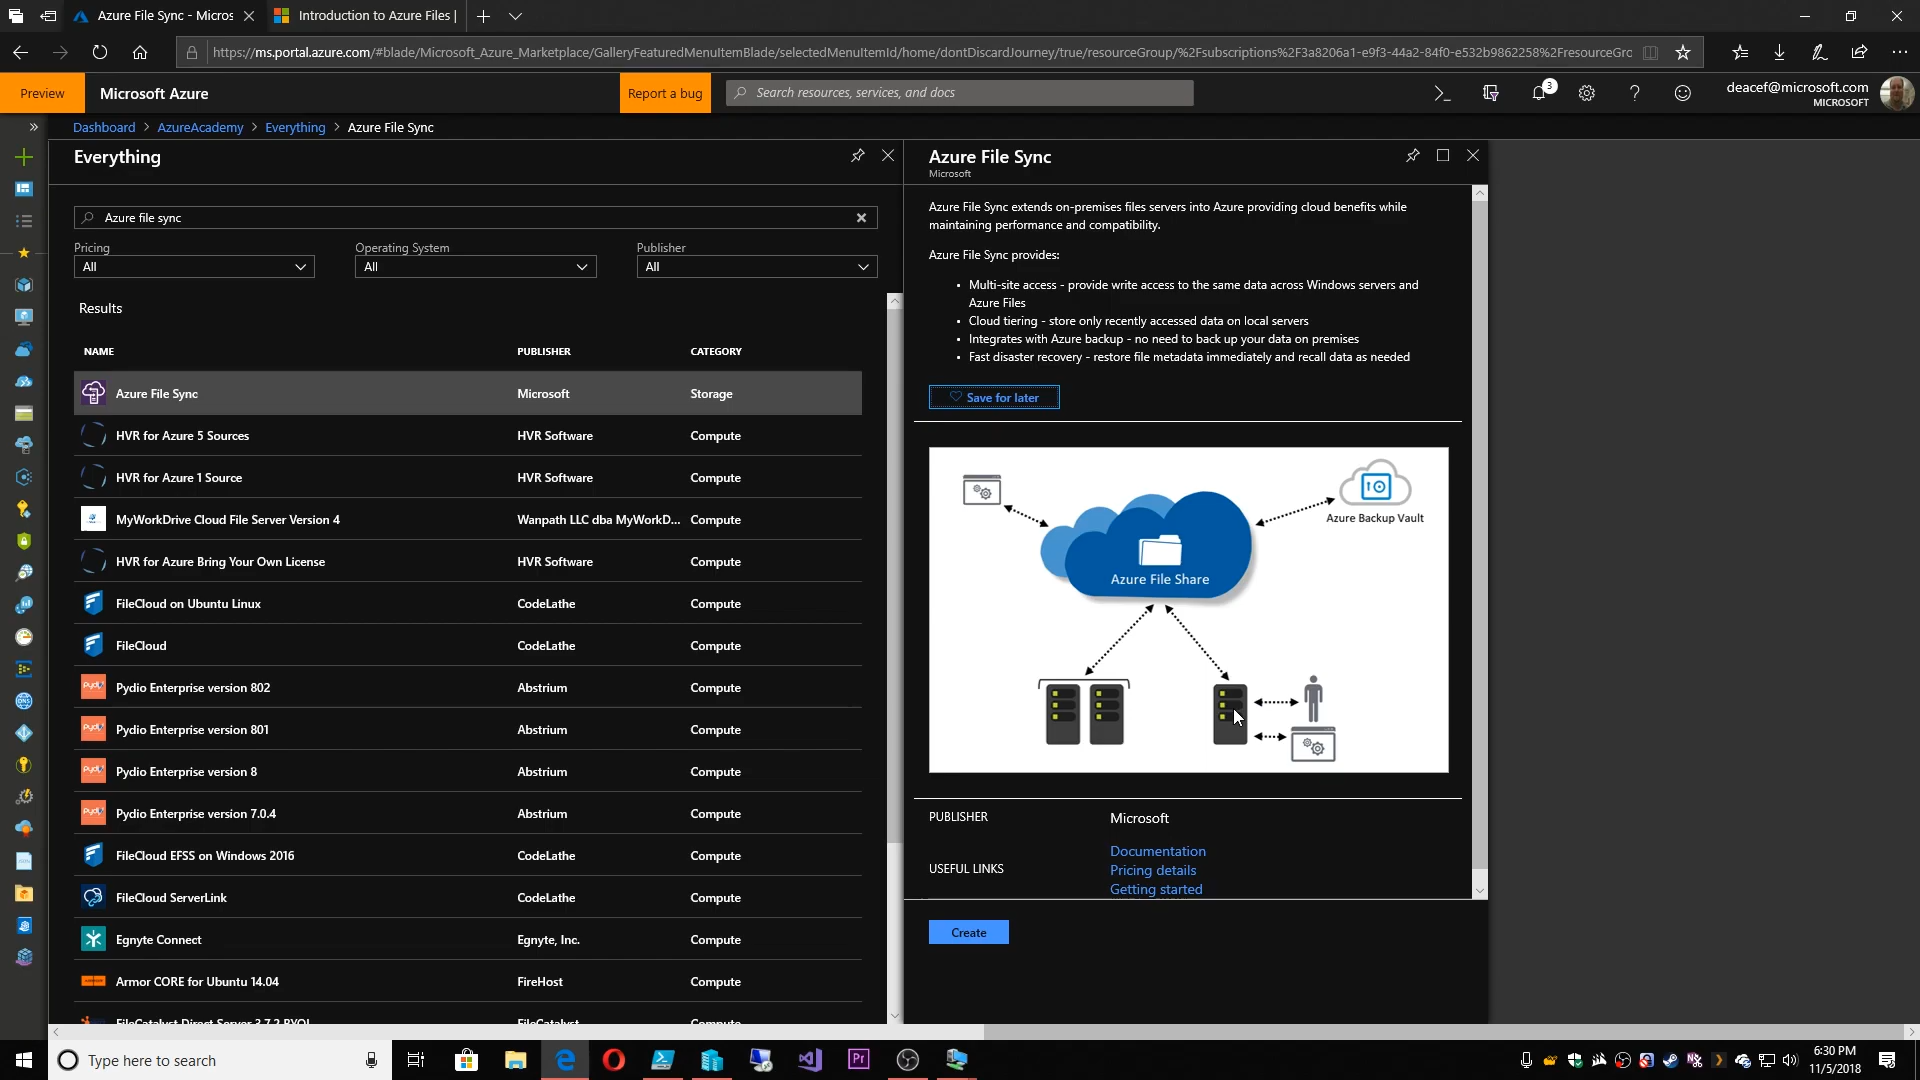 Azure File Sync - Micros
Introduction to Azure Files |
https://ms.portal.azure.com/#blade/Microsoft_Azure_Marketplace/GalleryFeaturedMenuItemBlade/selectedMenuItemId/home/dontDiscardJourney/true/resourceGroup/%2Fsubscriptions%2F3a8206a1-e9f3-44a2-84f0-e532b9862258%2FresourceGro
Preview
Microsoft Azure
Report a bug
Search resources, services, and docs
3
deacef@microsoft.com
MICROSOFT
Dashboard > AzureAcademy > Everything > Azure File Sync
Everything
Azure file sync
Pricing
Operating System
Publisher
All
All
All
Results
NAME PUBLISHER CATEGORY
Azure File Sync Microsoft Storage
HVR for Azure 5 Sources HVR Software Compute
HVR for Azure 1 Source HVR Software Compute
MyWorkDrive Cloud File Server Version 4 Wanpath LLC dba MyWorkD... Compute
HVR for Azure Bring Your Own License HVR Software Compute
FileCloud on Ubuntu Linux CodeLathe Compute
FileCloud CodeLathe Compute
Pydio Enterprise version 802 Abstrium Compute
Pydio Enterprise version 801 Abstrium Compute
Pydio Enterprise version 8 Abstrium Compute
Pydio Enterprise version 7.0.4 Abstrium Compute
FileCloud EFSS on Windows 2016 CodeLathe Compute
FileCloud ServerLink CodeLathe Compute
Egnyte Connect Egnyte, Inc. Compute
Armor CORE for Ubuntu 14.04 FireHost Compute
FileCatalyst Direct Server 3.7.2 BYOL FileCatalyst Compute
Azure File Sync
Microsoft
Azure File Sync extends on-premises files servers into Azure providing cloud benefits while
maintaining performance and compatibility.
Azure File Sync provides:
• Multi-site access - provide write access to the same data across Windows servers and
Azure Files
• Cloud tiering - store only recently accessed data on local servers
• Integrates with Azure backup - no need to back up your data on premises
• Fast disaster recovery - restore file metadata immediately and recall data as needed
Save for later
Azure Backup Vault
Azure File Share
PUBLISHER Microsoft
USEFUL LINKS
Documentation
Pricing details
Getting started
Create
Type here to search
Pr
6:30 PM
11/5/2018